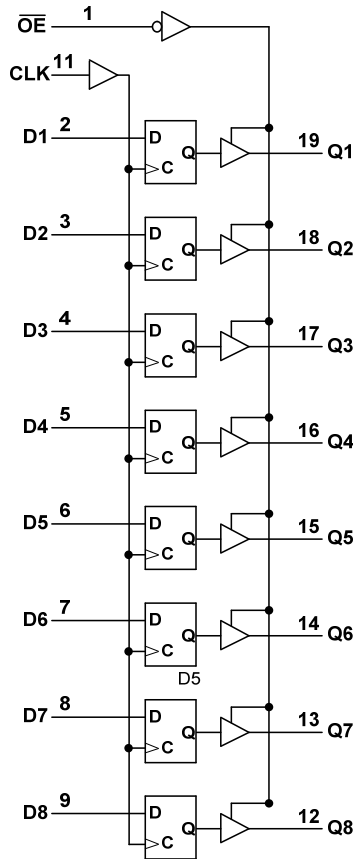 OE 1
CLK 11
D1 2 D Q C 19 Q1
D2 3 D Q C 18 Q2
D3 4 D Q C 17 Q3
D4 5 D Q C 16 Q4
D5 6 D Q C 15 Q5
D6 7 D Q C 14 Q6
D5
D7 8 D Q C 13 Q7
D8 9 D Q C 12 Q8